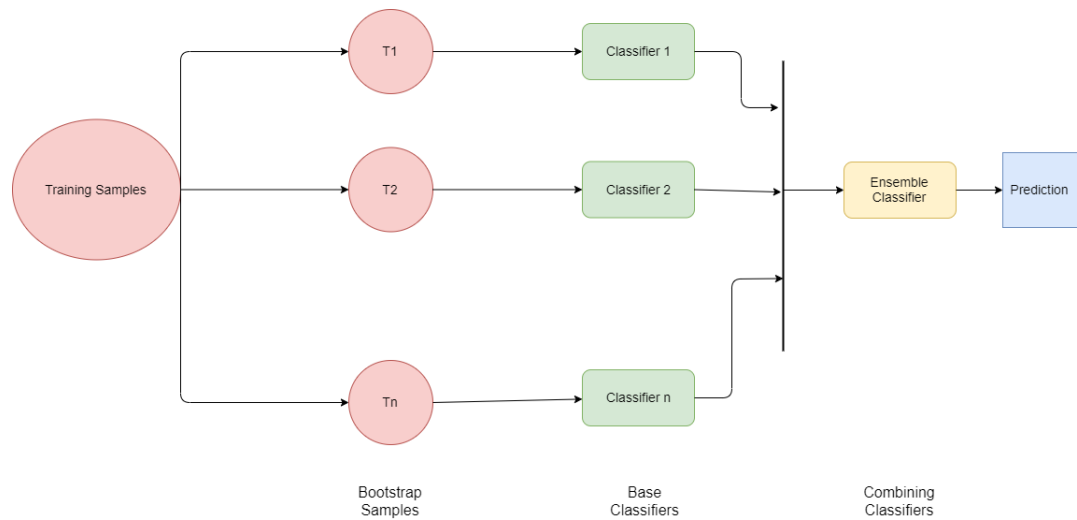 T1
Classifier 1
Training Samples
T2
Classifier 2
Ensemble
Classifier
Prediction
Tn
Classifier n
Bootstrap
Samples
Base
Classifiers
Combining
Classifiers